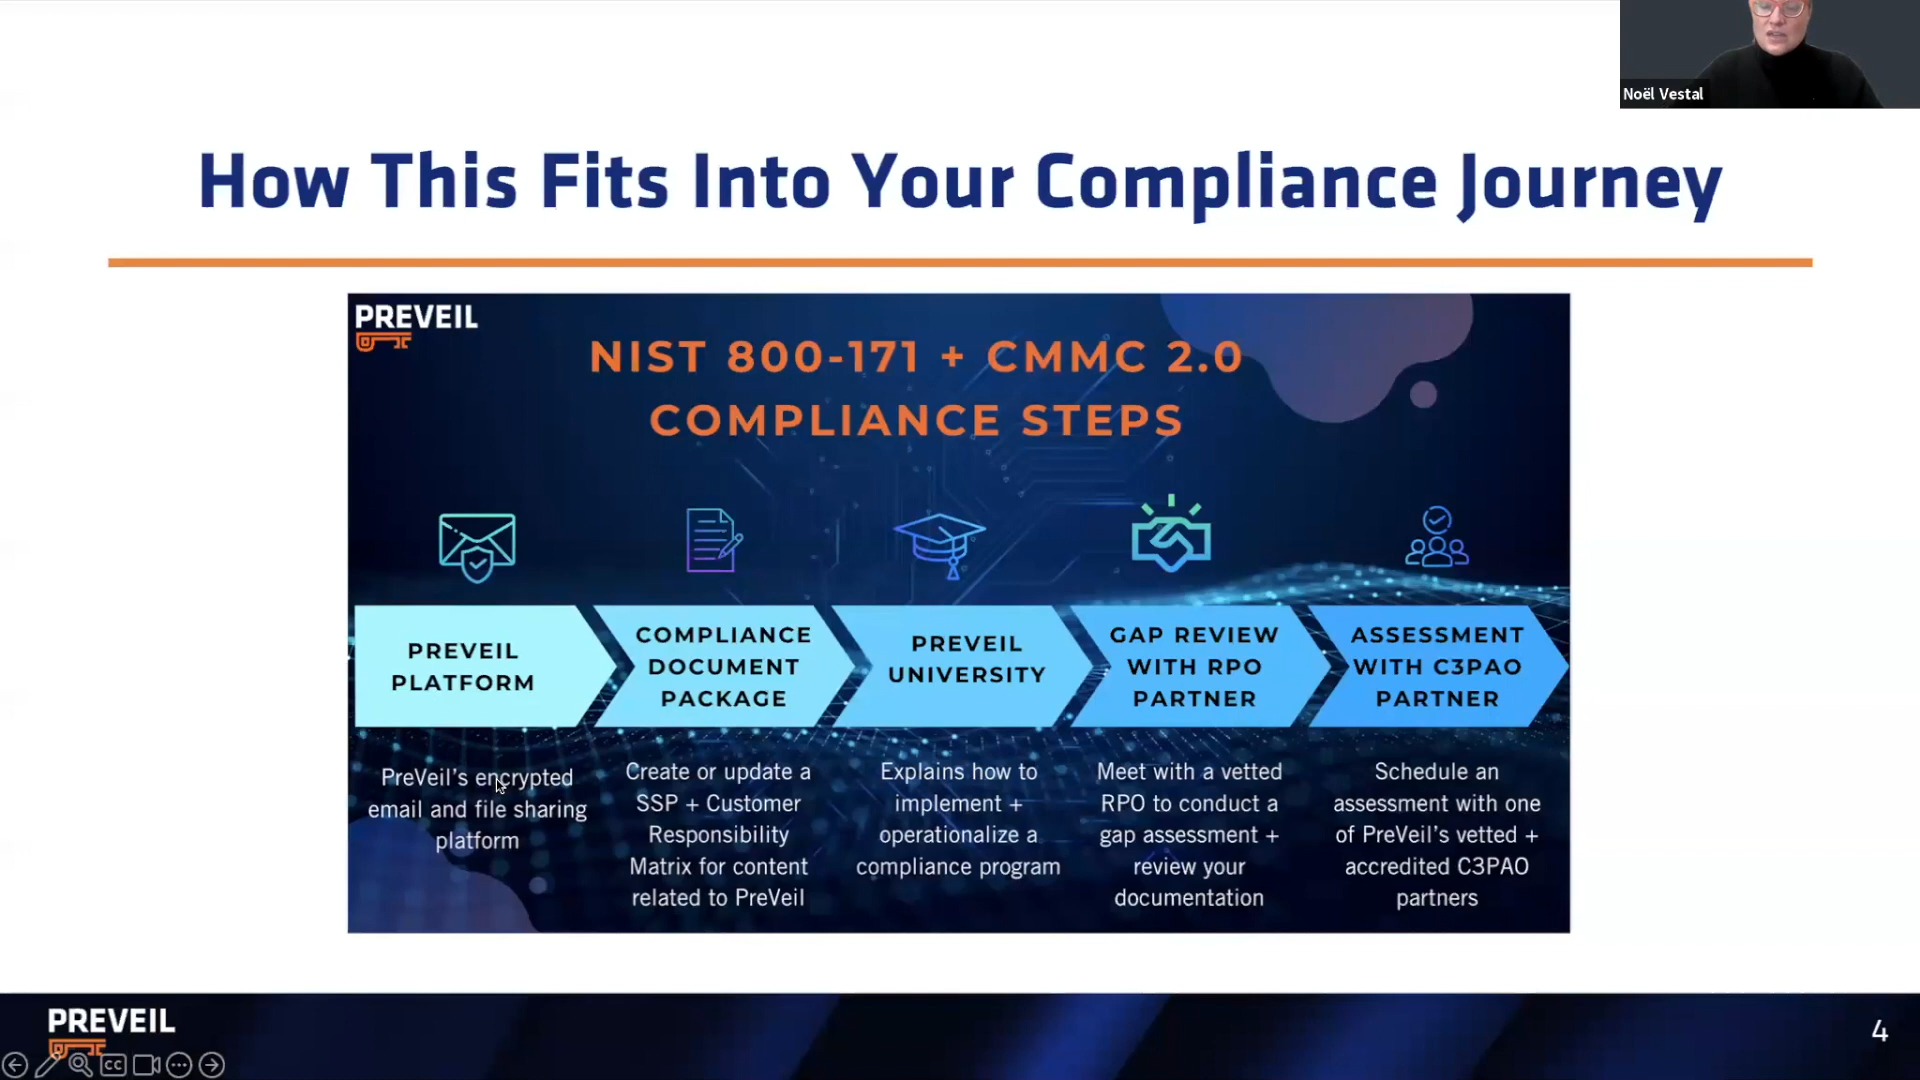 Noël Vestal
How This Fits Into Your Compliance Journey
PREVEIL
NIST 800-171 + CMMC 2.0
COMPLIANCE STEPS
PREVEIL
PLATFORM
PreVeil's encrypted
email and file sharing
platform
COMPLIANCE
DOCUMENT
PACKAGE
Create or update a
SSP + Customer
Responsibility
Matrix for content
related to PreVeil
PREVEIL
UNIVERSITY
Explains how to
implement +
operationalize a
compliance program
GAP REVIEW
WITH RPO
PARTNER
Meet with a vetted
RPO to conduct a
gap assessment +
review your
documentation
ASSESSMENT
WITH C3PAO
PARTNER
Schedule an
assessment with one
of PreVeil's vetted +
accredited C3PAO
partners
PREVEIL
CC
4